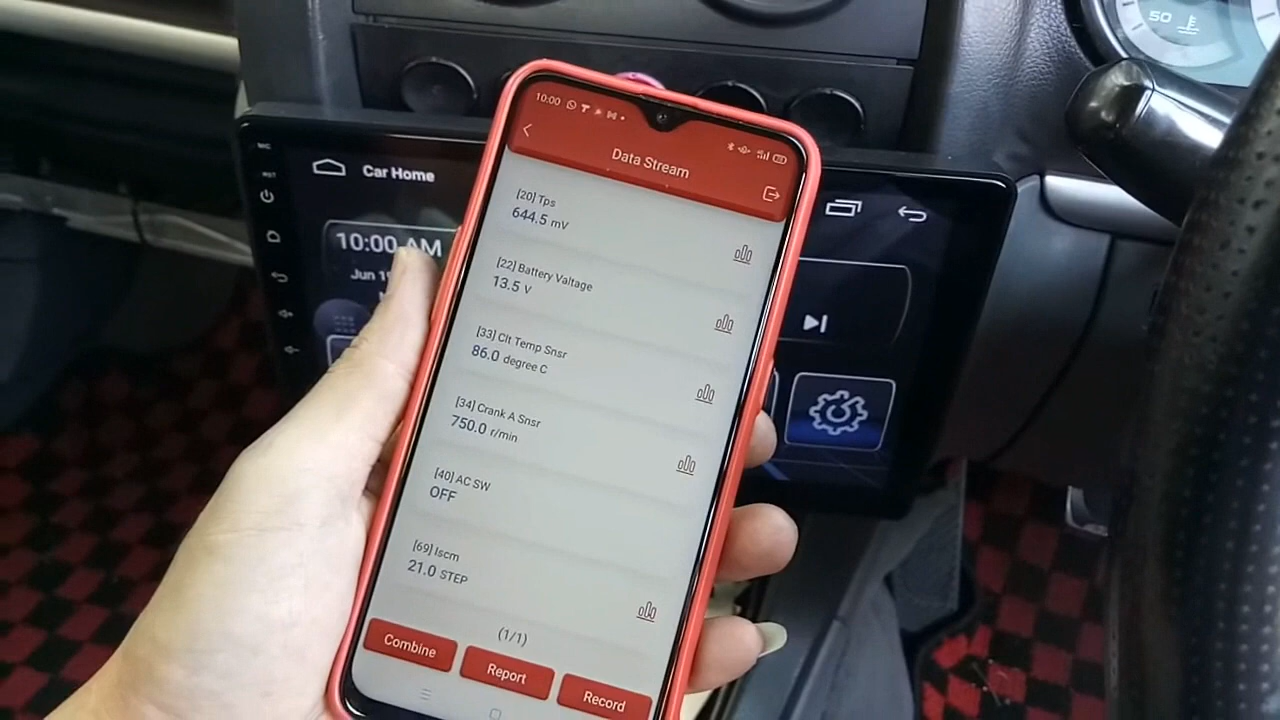 50
MIC
RST
Car Home
10:00 AM
10:00
Data Stream
[20] Tps
644.5 mV
[22] Battery Valtage
13.5 V
[33] Clt Temp Snsr
86.0 degree C
[34] Crank A Snsr
750.0 r/min
[40] AC SW
OFF
[69] Iscm
21.0 STEP
(1/1)
Combine
Report
Record